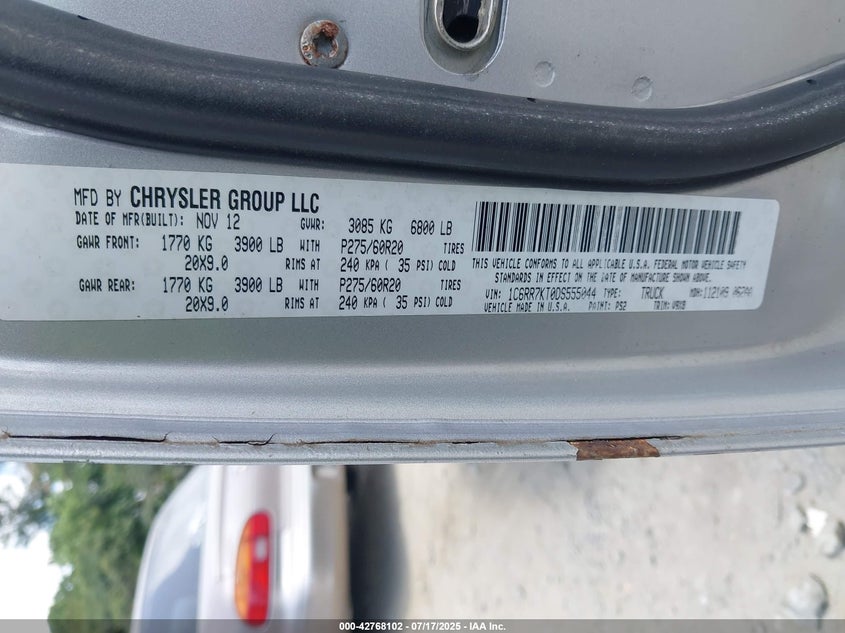 MFD BY CHRYSLER GROUP LLC
DATE OF MFR(BUILT): NOV 12 GVWR: 3085 KG 6800 LB
GAWR FRONT: 1770 KG 3900 LB WITH P275/60R20 TIRES
20X9.0 RIMS AT 240 KPA ( 35 PSI) COLD
GAWR REAR: 1770 KG 3900 LB WITH P275/60R20 TIRES
20X9.0 RIMS AT 240 KPA ( 35 PSI) COLD
THIS VEHICLE CONFORMS TO ALL APPLICABLE U.S.A. FEDERAL MOTOR VEHICLE SAFETY
STANDARDS IN EFFECT ON THE DATE OF MANUFACTURE SHOWN ABOVE
VIN: 1C6RR7KT0DS555044 TYPE: TRUCK MDH:
VEHICLE MADE IN U.S.A. PAINT: PS2 TRIM:
000-42768102 / 07/17/2025 - IAA Inc.